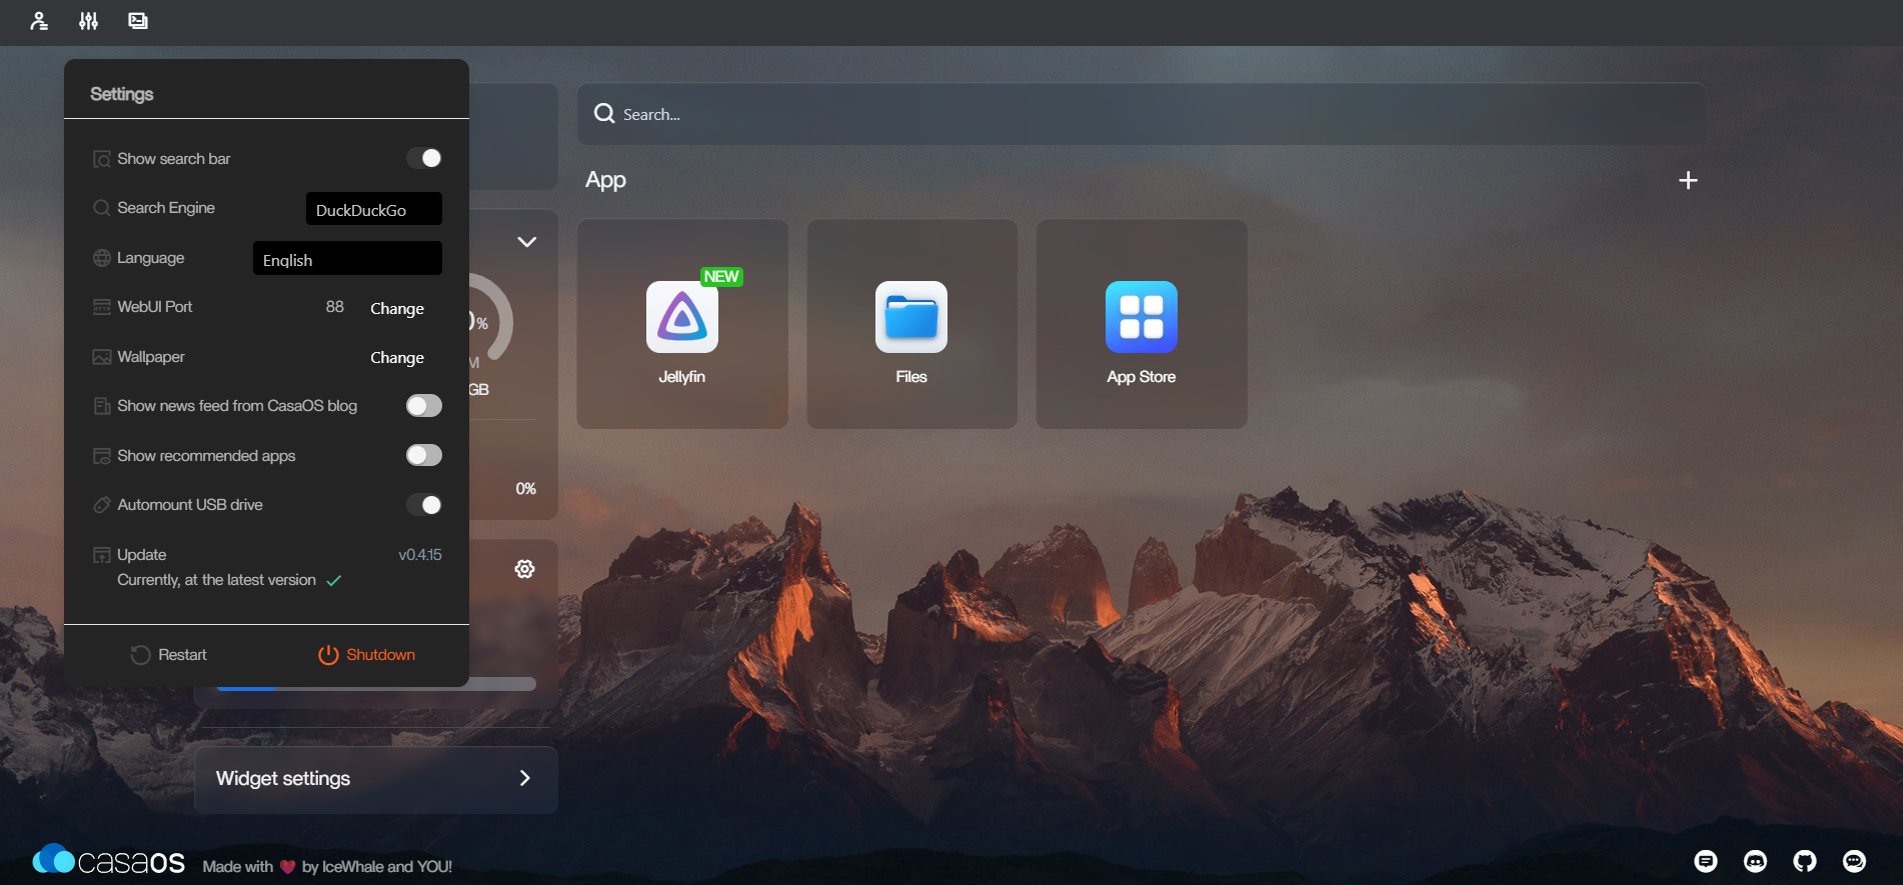 Settings
Show search bar
Search Engine
DuckDuckGo
Language
English
WebUI Port
88
Change
Wallpaper
Change
Show news feed from CasaOS blog
Show recommended apps
Automount USB drive
Update
v0.4.15
Currently, at the latest version
Restart
Shutdown
%
M
GB
0%
Widget settings
Search...
App
NEW
Jellyfin
Files
App Store
casaOS
Made with ❤ by IceWhale and YOU!